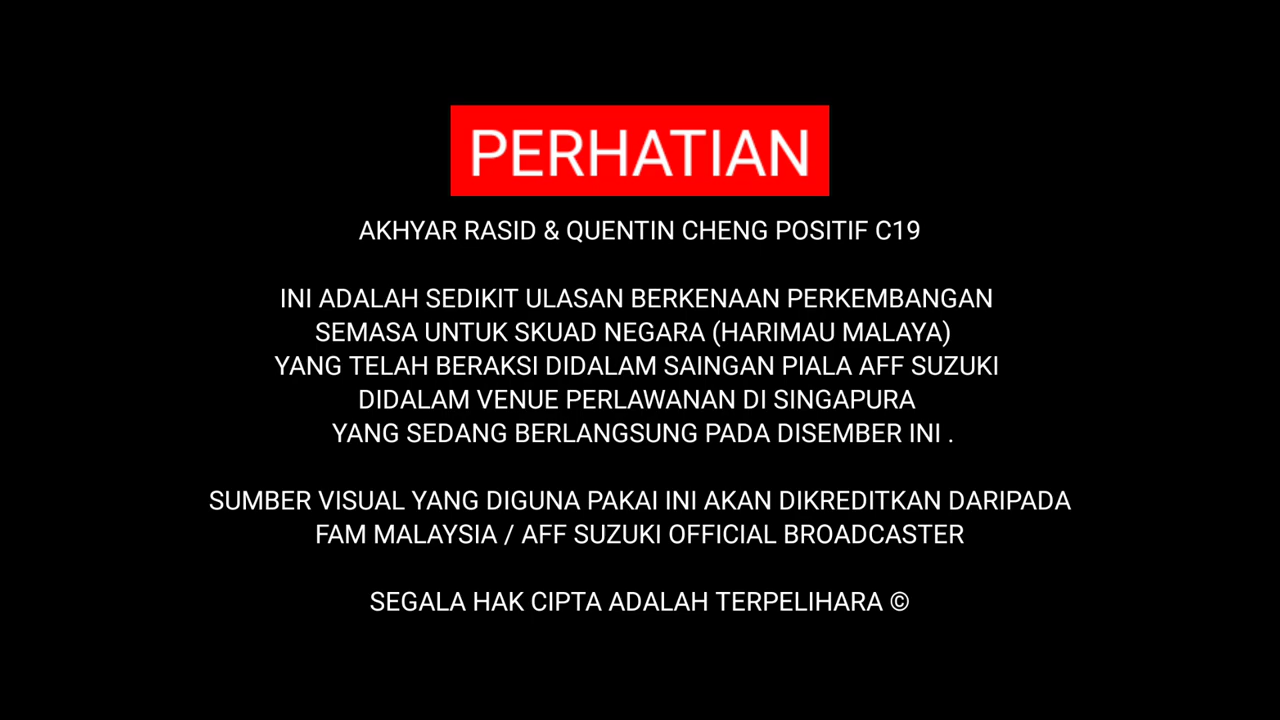 PERHATIAN
AKHYAR RASID & QUENTIN CHENG POSITIF C19
INI ADALAH SEDIKIT ULASAN BERKENAAN PERKEMBANGAN
SEMASA UNTUK SKUAD NEGARA (HARIMAU MALAYA)
YANG TELAH BERAKSI DIDALAM SAINGAN PIALA AFF SUZUKI
DIDALAM VENUE PERLAWANAN DI SINGAPURA
YANG SEDANG BERLANGSUNG PADA DISEMBER INI .
SUMBER VISUAL YANG DIGUNA PAKAI INI AKAN DIKREDITKAN DARIPADA
FAM MALAYSIA / AFF SUZUKI OFFICIAL BROADCASTER
SEGALA HAK CIPTA ADALAH TERPELIHARA ©